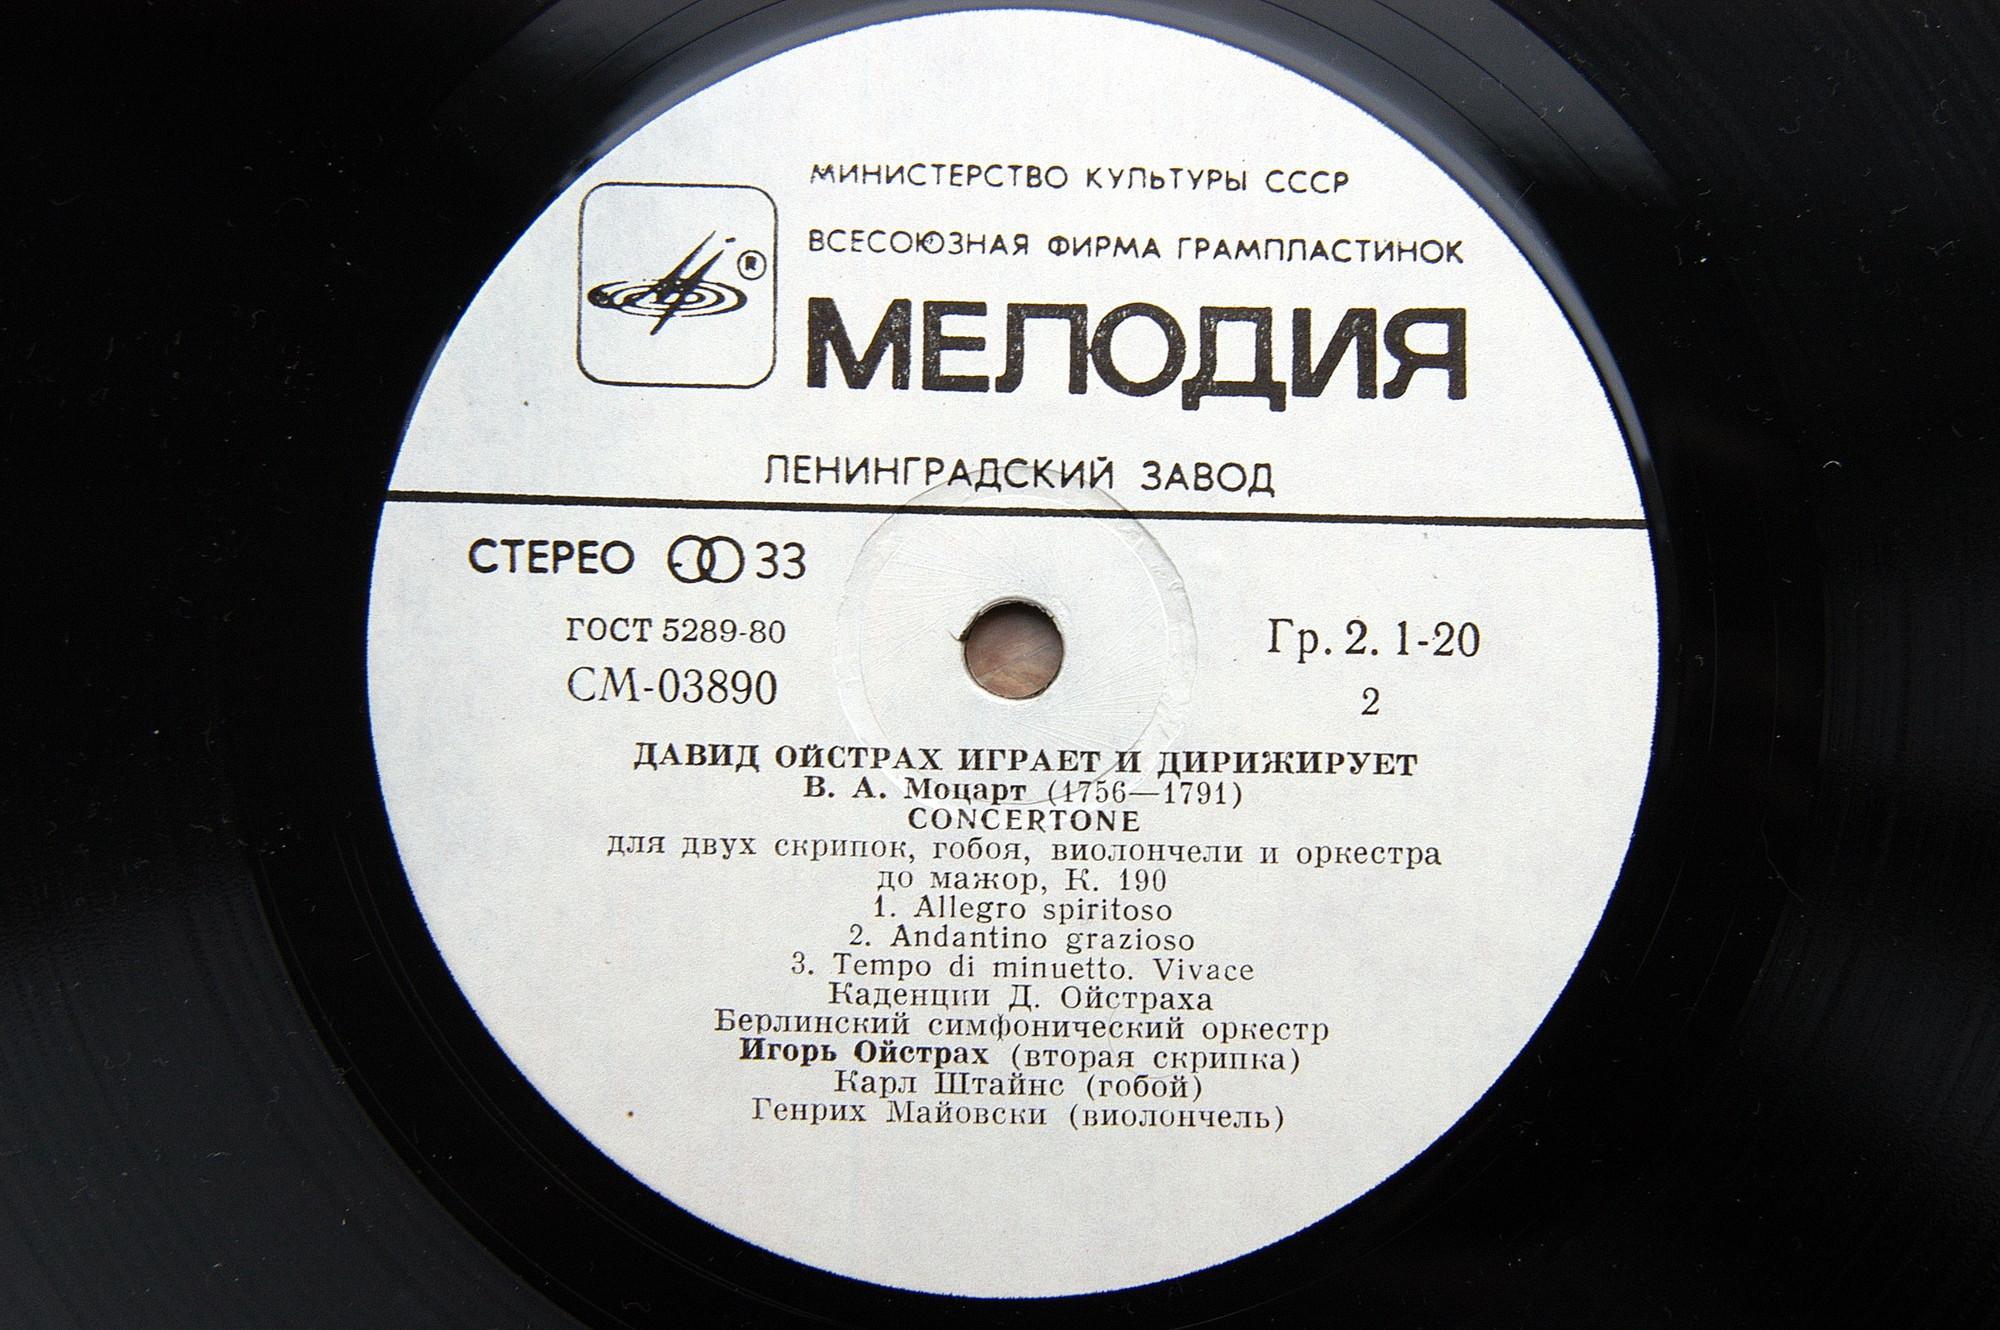 МИНИСТЕРСТВО КУЛЬТУРЫ СССР
ВСЕСОЮЗНАЯ ФИРМА ГРАМПЛАСТИНОК
®
МЕЛОДИЯ
ЛЕНИНГРАДСКИЙ ЗАВОД
СТЕРЕО 33
ГОСТ 5289-80
Гр. 2. 1-20
СМ-03890
2
ДАВИД ОЙСТРАХ ИГРАЕТ И ДИРИЖИРУЕТ
В. А. Моцарт (1756—1791)
CONCERTONE
для двух скрипок, гобоя, виолончели и оркестра
до мажор, К. 190
1. Allegro spiritoso
2. Andantino grazioso
3. Tempo di minuetto. Vivace
Каденции Д. Ойстраха
Берлинский симфонический оркестр
Игорь Ойстрах (вторая скрипка)
Карл Штайнс (гобой)
Генрих Майовски (виолончель)